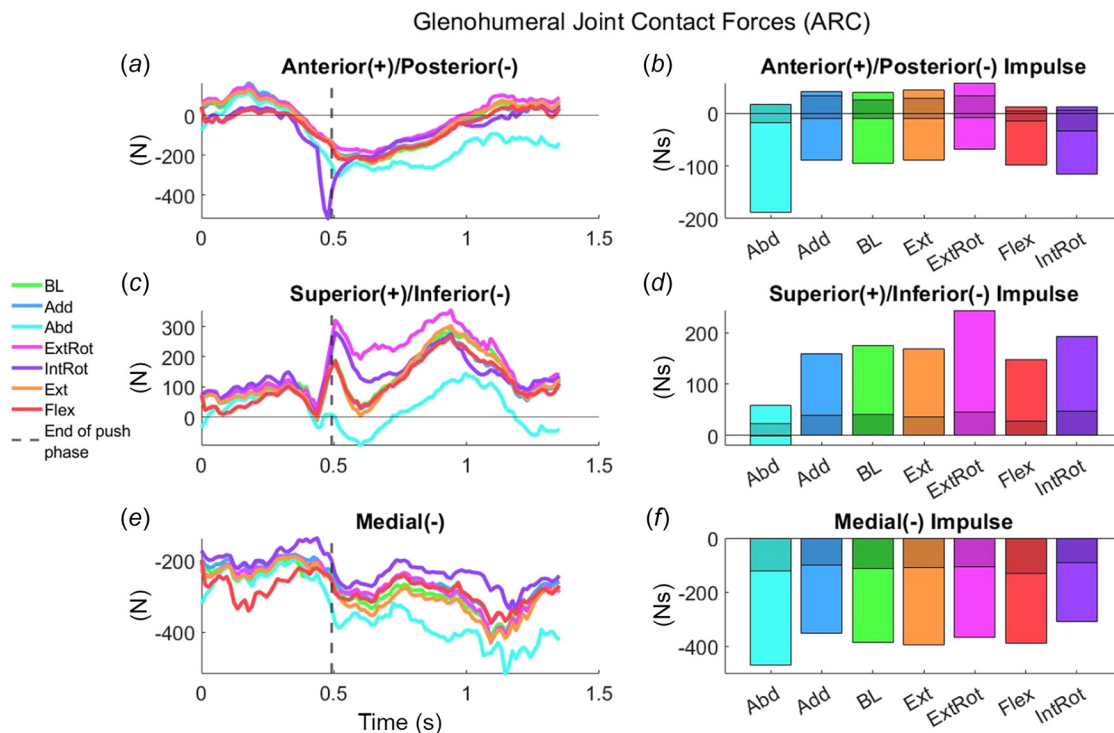 Glenohumeral Joint Contact Forces (ARC)
(a)
Anterior(+)/Posterior(-)
(N)
0
-200
-400
0
0.5
1
1.5
(b)
Anterior(+)/Posterior(-) Impulse
(Ns)
0
-100
-200
Abd
Add
BL
Ext
ExtRot
Flex
IntRot
BL
Add
Abd
ExtRot
IntRot
Ext
Flex
End of push
phase
(c)
Superior(+)/Inferior(-)
(N)
300
200
100
0
0
0.5
1
1.5
(d)
Superior(+)/Inferior(-) Impulse
(Ns)
200
100
0
Abd
Add
BL
Ext
ExtRot
Flex
IntRot
(e)
Medial(-)
(N)
-200
-400
0
0.5
1
1.5
Time (s)
(f)
Medial(-) Impulse
(Ns)
0
-200
-400
Abd
Add
BL
Ext
ExtRot
Flex
IntRot